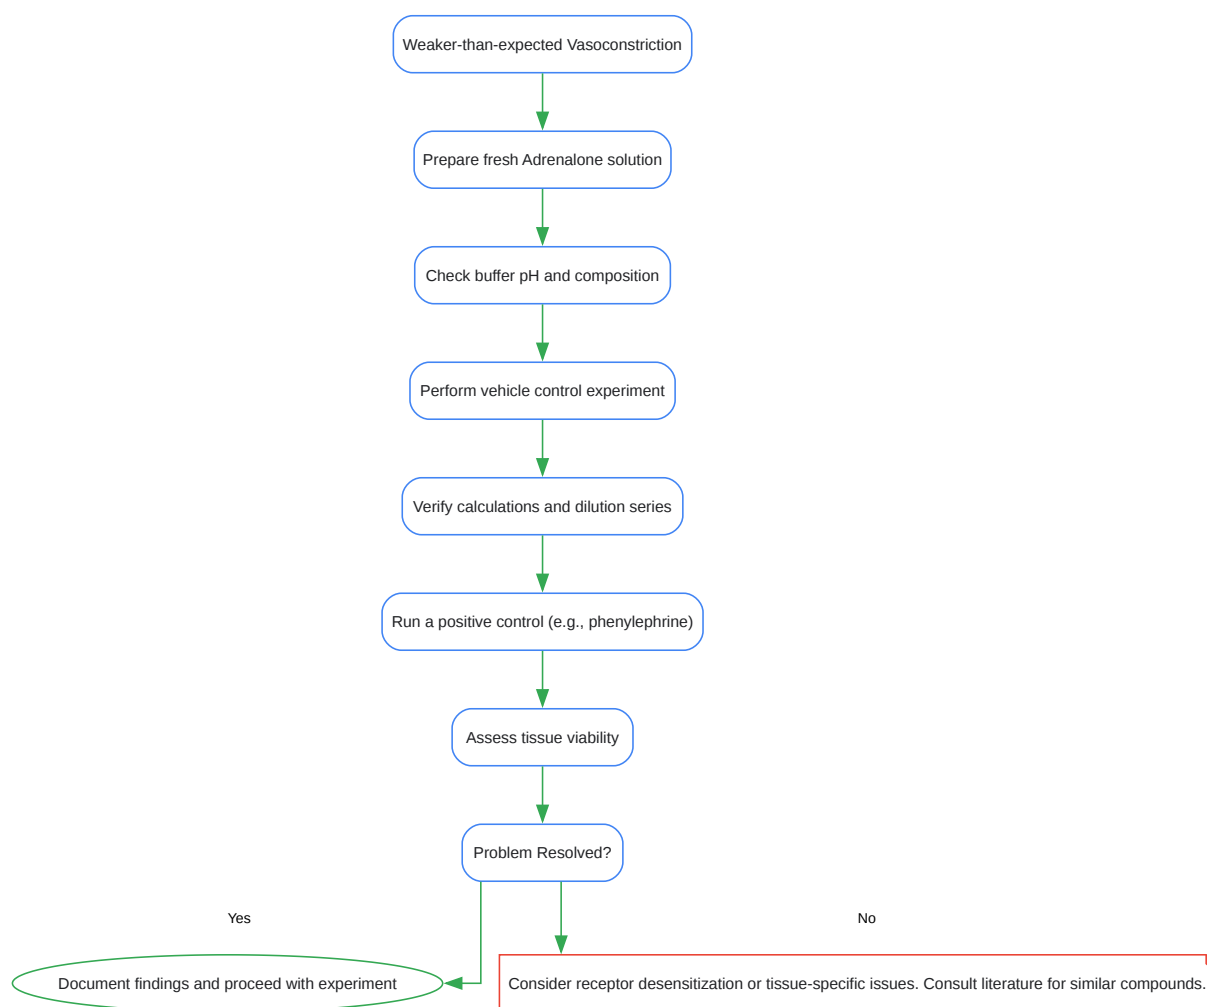 Weaker-than-expected Vasoconstriction
Prepare fresh Adrenalone solution
Check buffer pH and composition
Perform vehicle control experiment
Verify calculations and dilution series
Run a positive control (e.g., phenylephrine)
Assess tissue viability
Problem Resolved?
Yes
No
Document findings and proceed with experiment
Consider receptor desensitization or tissue-specific issues. Consult literature for similar compounds.